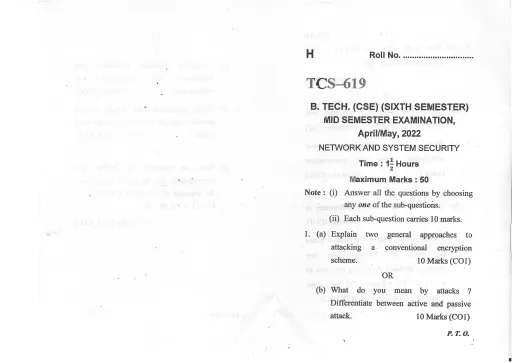 H Roll No. ..............................
TCS–619
B. TECH. (CSE) (SIXTH SEMESTER)
MID SEMESTER EXAMINATION,
April/May, 2022
NETWORK AND SYSTEM SECURITY
Time : 1½ Hours
Maximum Marks : 50
Note : (i) Answer all the questions by choosing
any one of the sub-questions.
(ii) Each sub-question carries 10 marks.
1. (a) Explain two general approaches to
attacking a conventional encryption
scheme. 10 Marks (CO1)
OR
(b) What do you mean by attacks ?
Differentiate between active and passive
attack. 10 Marks (CO1)
P. T. O.